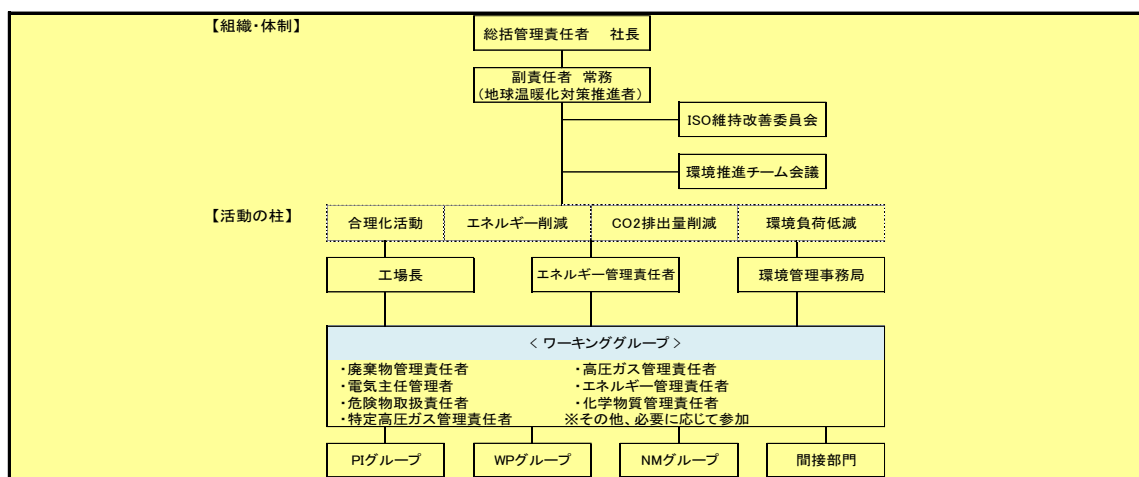 【組織・体制】
総括管理責任者　社長
副責任者 常務
（地球温暖化対策推進者）
ISO維持改善委員会
環境推進チーム会議
【活動の柱】
合理化活動 エネルギー削減 CO2排出量削減 環境負荷低減
工場長 エネルギー管理責任者 環境管理事務局
< ワーキンググループ >
・廃棄物管理責任者 ・高圧ガス管理責任者
・電気主任管理者 ・エネルギー管理責任者
・危険物取扱責任者 ・化学物質管理責任者
・特定高圧ガス管理責任者 ※その他、必要に応じて参加
PIグループ WPグループ NMグループ 間接部門